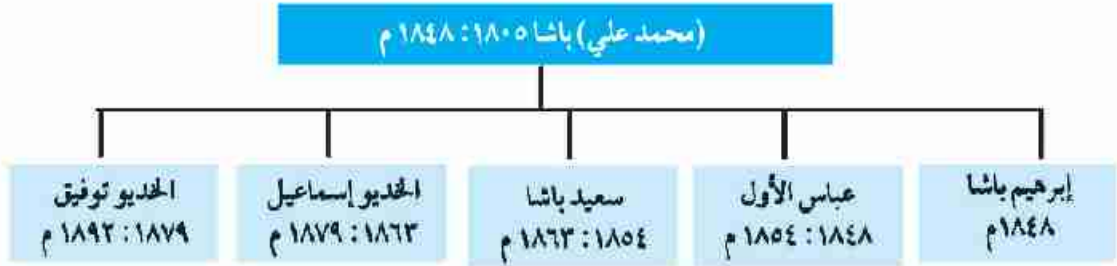 (محمد علي) باشا ١٨٠٥ : ١٨٤٨ م
إبرهيم باشا
١٨٤٨م
عباس الأول
١٨٤٨ : ١٨٥٤ م
سعيد باشا
١٨٥٤ : ١٨٦٣ م
الخديو إسماعيل
١٨٦٣ : ١٨٧٩ م
الخديو توفيق
١٨٧٩ : ١٨٩٢ م